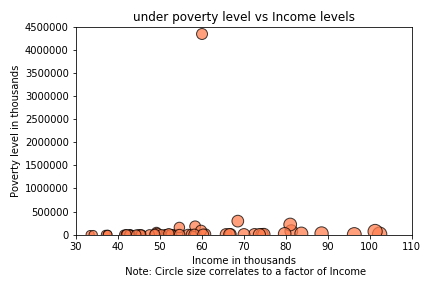 under poverty level vs Income levels
4500000
4000000
3500000
3000000
2500000
2000000
1500000
1000000
500000
0
Poverty level in thousands
30 40 50 60 70 80 90 100 110
Income in thousands
Note: Circle size correlates to a factor of Income